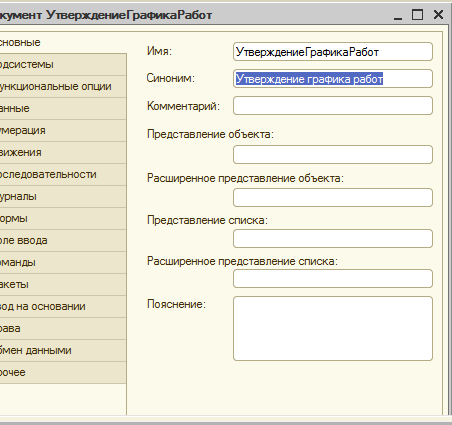 кумент УтверждениеГрафикаРабот
сновные
одсистемы
ункциональные опции
анные
умерация
вижения
оследовательности
урналы
ормы
оле ввода
оманды
акеты
вод на основании
рава
бмен данными
рочее
Имя: УтверждениеГрафикаРабот
Синоним: Утверждение графика работ
Комментарий:
Представление объекта:
Расширенное представление объекта:
Представление списка:
Расширенное представление списка:
Пояснение: